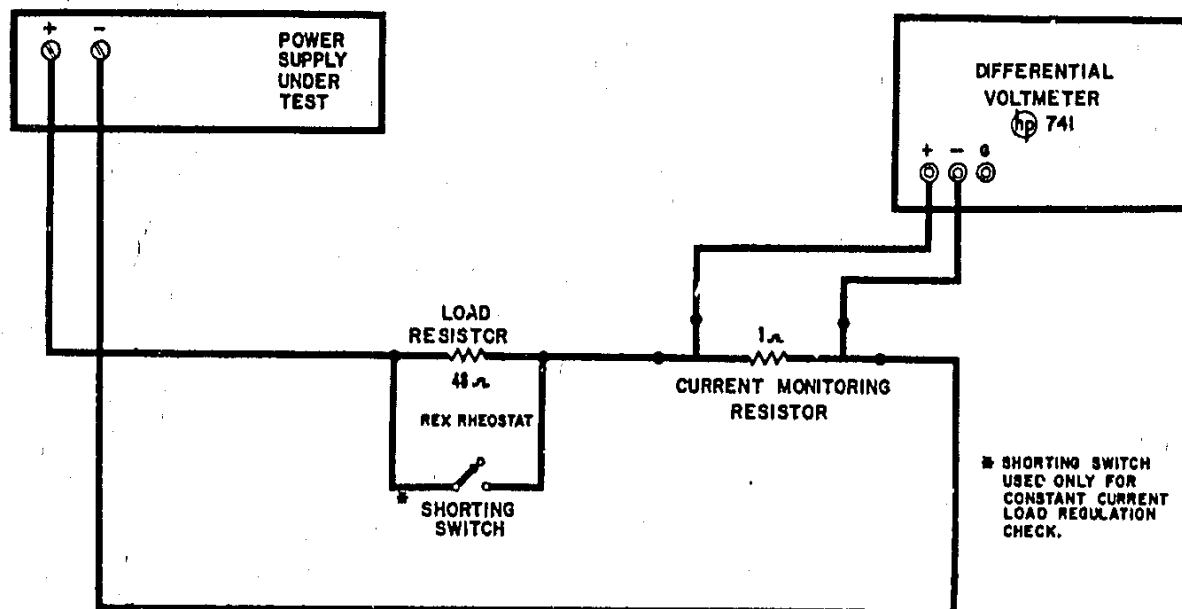 + -
POWER
SUPPLY
UNDER
TEST
DIFFERENTIAL
VOLTMETER
hp 741
+ - G
LOAD
RESISTOR
48 Ω
REX RHEOSTAT
*
SHORTING
SWITCH
1 Ω
CURRENT MONITORING
RESISTOR
* SHORTING SWITCH
USED ONLY FOR
CONSTANT CURRENT
LOAD REGULATION
CHECK.